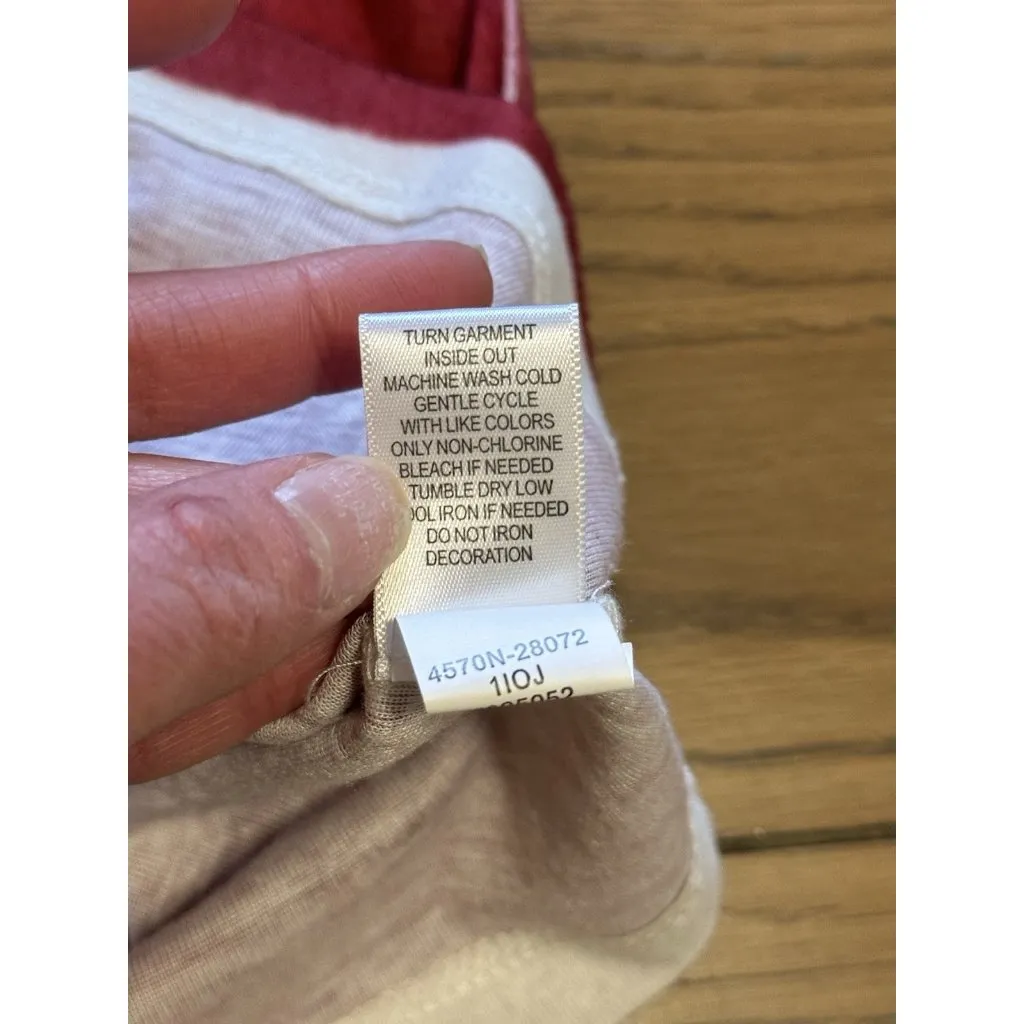 TURN GARMENT
INSIDE OUT
MACHINE WASH COLD
GENTLE CYCLE
WITH LIKE COLORS
ONLY NON-CHLORINE
BLEACH IF NEEDED
TUMBLE DRY LOW
OOL IRON IF NEEDED
DO NOT IRON
DECORATION
4570N-28072
1IOJ